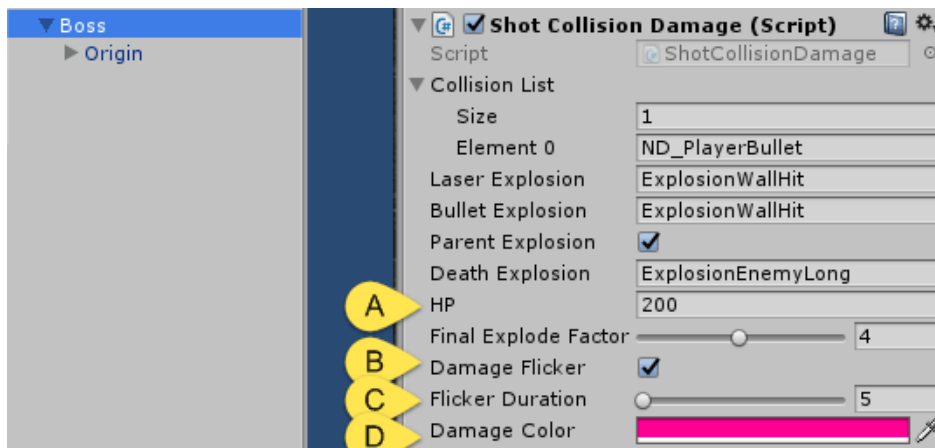 Boss
Origin
Shot Collision Damage (Script)
Script ShotCollisionDamage
Collision List
Size 1
Element 0 ND_PlayerBullet
Laser Explosion ExplosionWallHit
Bullet Explosion ExplosionWallHit
Parent Explosion
Death Explosion ExplosionEnemyLong
A HP 200
Final Explode Factor 4
B Damage Flicker
C Flicker Duration 5
D Damage Color